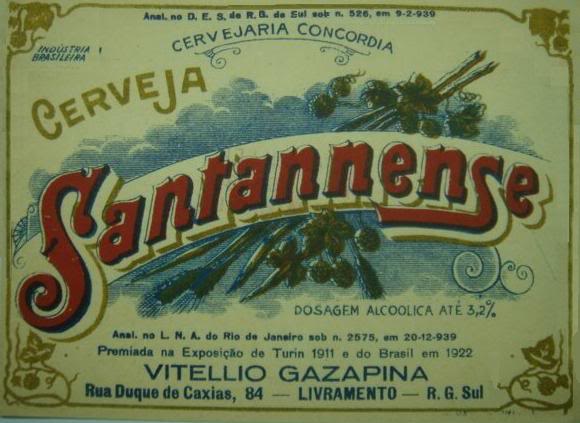 Anal. no D. E. S. de R. G. do Sul sob n. 526, em 9-2-939
CERVEJARIA CONCORDIA
INDÚSTRIA
BRASILEIRA
CERVEJA
Santannense
DOSAGEM ALCOOLICA ATÉ 3,2%
Anal. no L. N. A. do Rio de Janeiro sob n. 2575, em 20-12-939
Premiada na Exposição de Turin 1911 e do Brasil em 1922
VITELLIO GAZAPINA
Rua Duque de Caxias, 84 — LIVRAMENTO — R. G. Sul